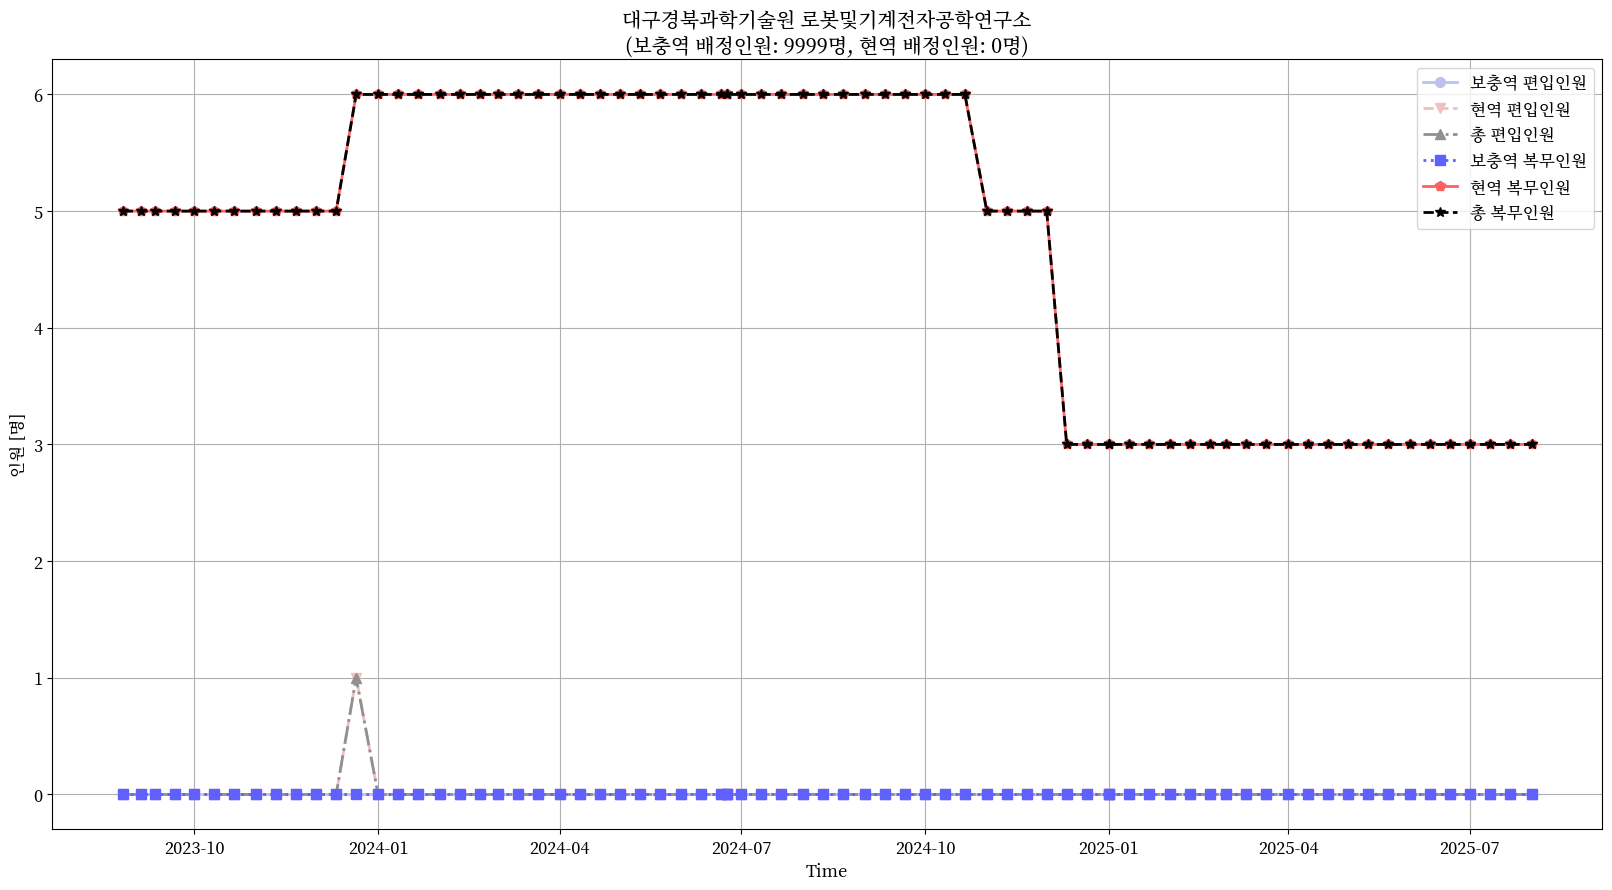 대구경북과학기술원 로봇및기계전자공학연구소
(보충역 배정인원: 9999명, 현역 배정인원: 0명)
보충역 편입인원
현역 편입인원
총 편입인원
보충역 복무인원
현역 복무인원
총 복무인원
인원 [명]
6
5
4
3
2
1
0
2023-10
2024-01
2024-04
2024-07
2024-10
2025-01
2025-04
2025-07
Time